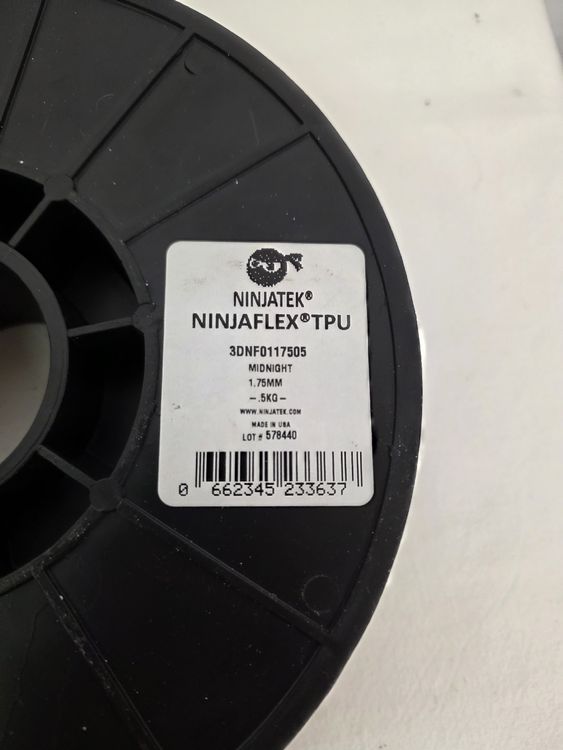 NINJATEK®
NINJAFLEX®TPU
3DNF0117505
MIDNIGHT
1.75MM
— .5KG —
WWW.NINJATEK.COM
MADE IN USA
LOT # 578440
0 662345 233637